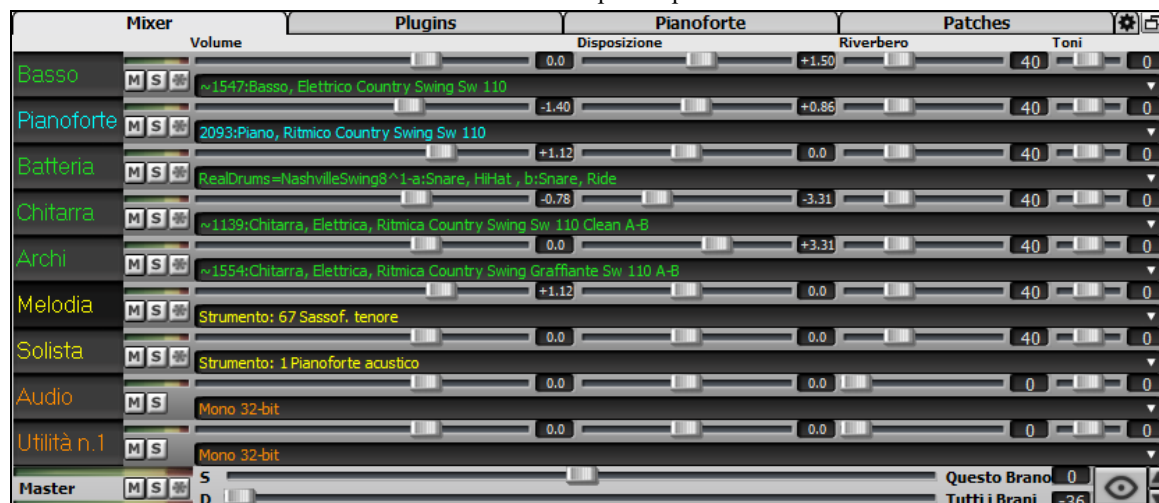 Mixer Plugins Pianoforte Patches
Volume Disposizione Riverbero Toni
Basso M S 0.0 +1.50 40 0
~1547:Basso, Elettrico Country Swing Sw 110
Pianoforte M S -1.40 +0.86 40 0
2093:Piano, Ritmico Country Swing Sw 110
Batteria M S +1.12 0.0 40 0
RealDrums=NashvilleSwing8^1-a:Snare, HiHat , b:Snare, Ride
Chitarra M S -0.78 -3.31 40 0
~1139:Chitarra, Elettrica, Ritmica Country Swing Sw 110 Clean A-B
Archi M S 0.0 +3.31 40 0
~1554:Chitarra, Elettrica, Ritmica Country Swing Graffiante Sw 110 A-B
Melodia M S +1.12 0.0 40 0
Strumento: 67 Sassof. tenore
Solista M S 0.0 0.0 40 0
Strumento: 1 Pianoforte acustico
Audio M S 0.0 0.0 0 0
Mono 32-bit
Utilità n.1 M S 0.0 0.0 0 0
Mono 32-bit
Master M S S Questo Brano 0
D Tutti i Brani -36